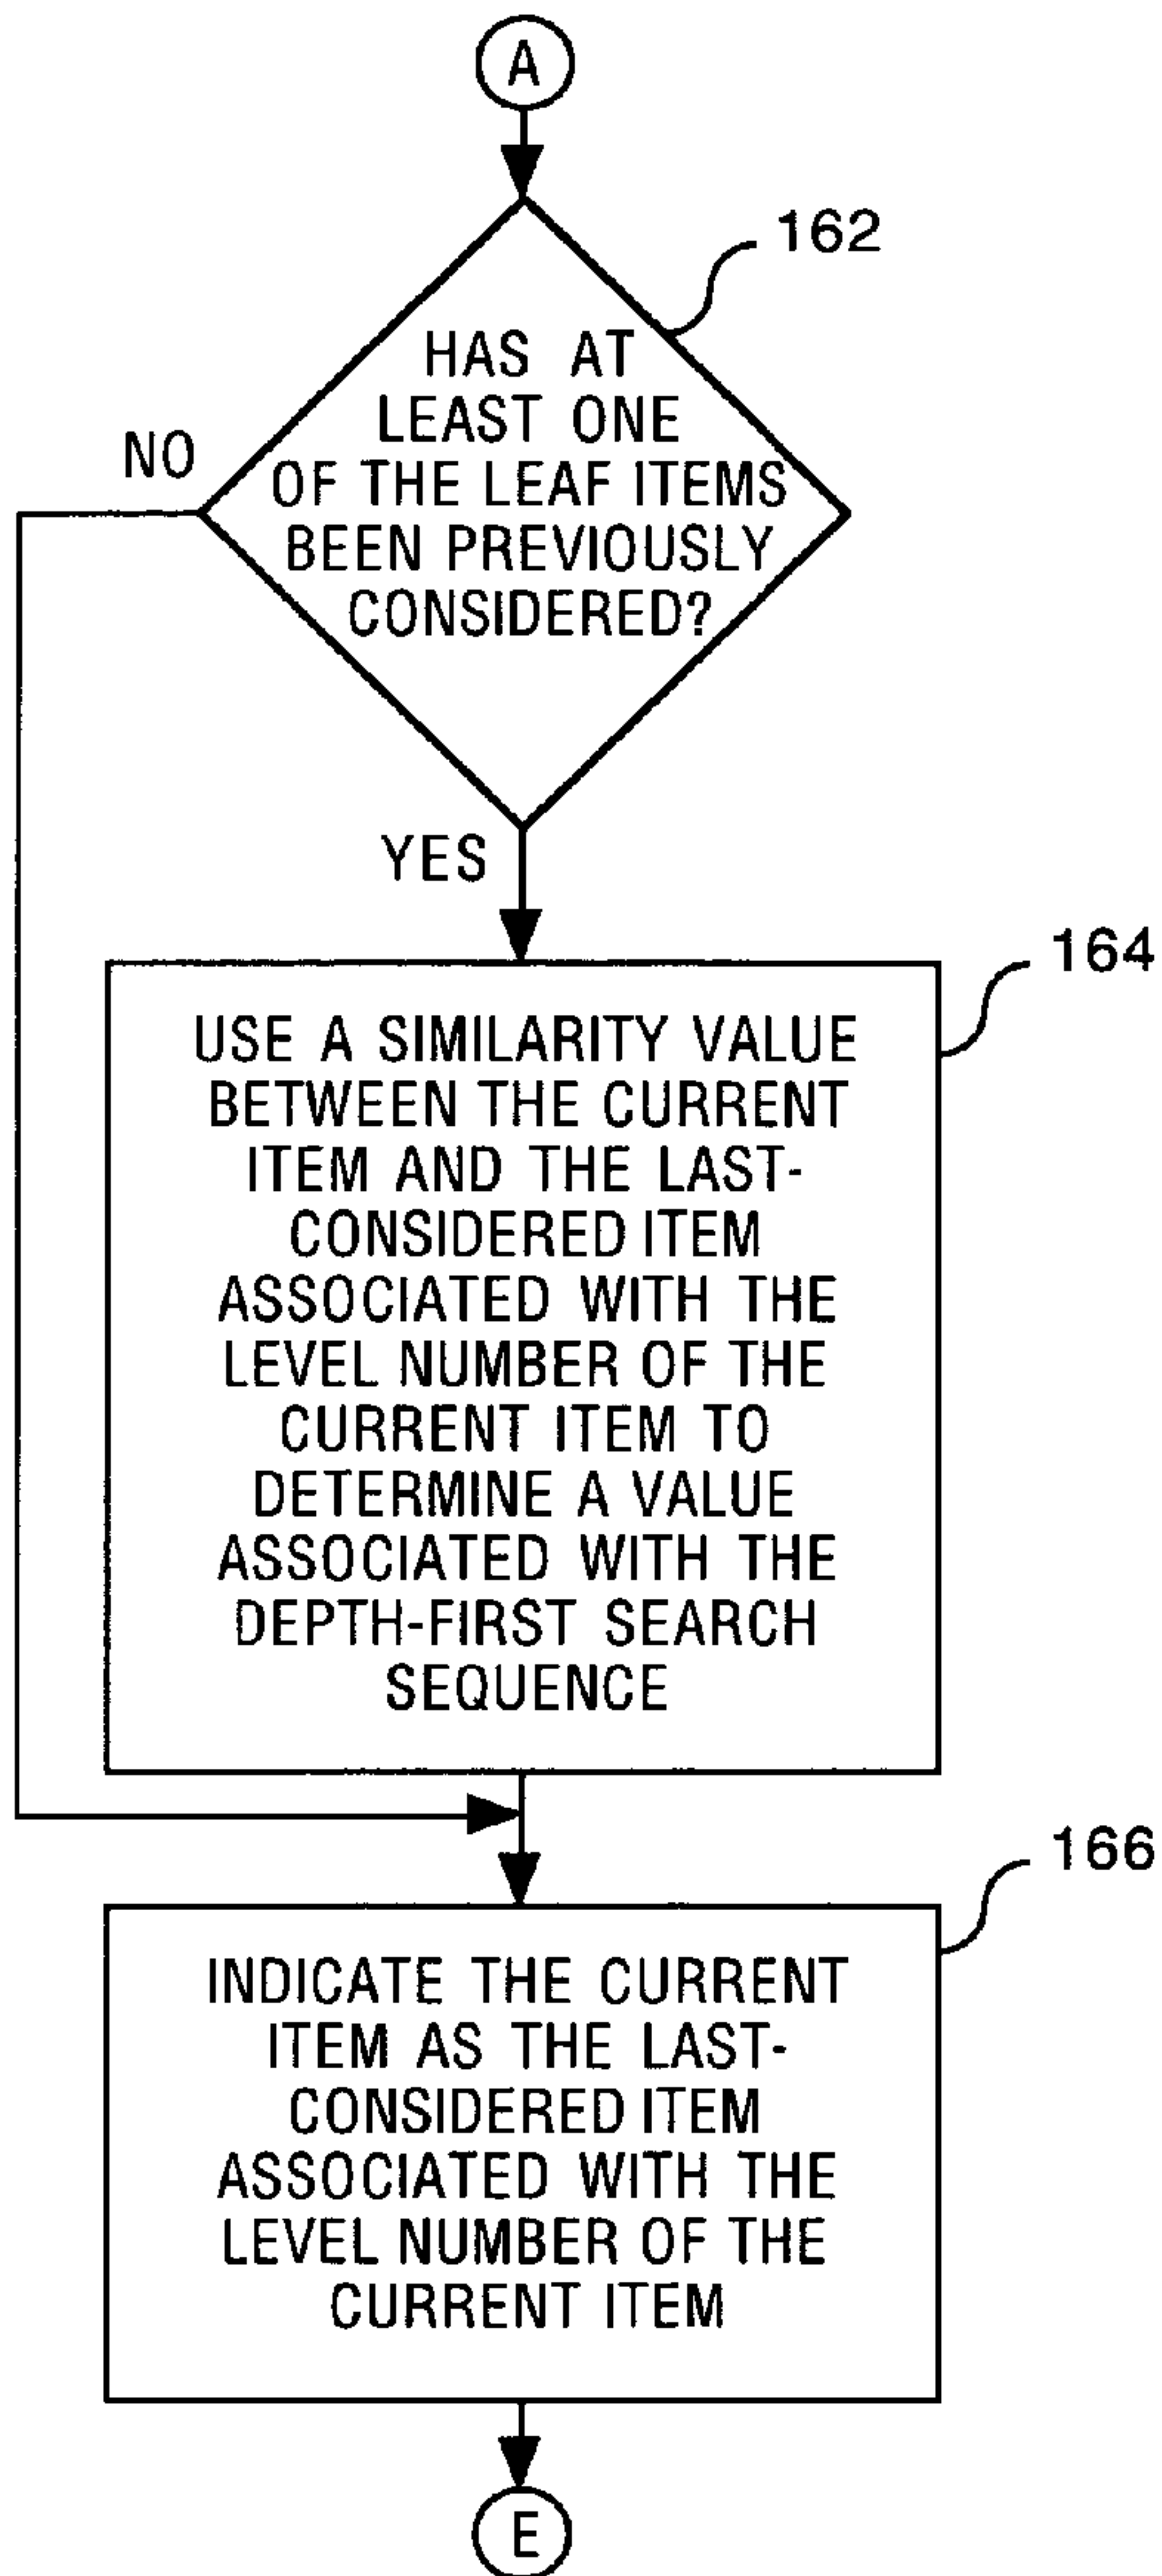 A
162
HAS AT
LEAST ONE
OF THE LEAF ITEMS
BEEN PREVIOUSLY
CONSIDERED?
NO
YES
164
USE A SIMILARITY VALUE
BETWEEN THE CURRENT
ITEM AND THE LAST-
CONSIDERED ITEM
ASSOCIATED WITH THE
LEVEL NUMBER OF THE
CURRENT ITEM TO
DETERMINE A VALUE
ASSOCIATED WITH THE
DEPTH-FIRST SEARCH
SEQUENCE
166
INDICATE THE CURRENT
ITEM AS THE LAST-
CONSIDERED ITEM
ASSOCIATED WITH THE
LEVEL NUMBER OF THE
CURRENT ITEM
E